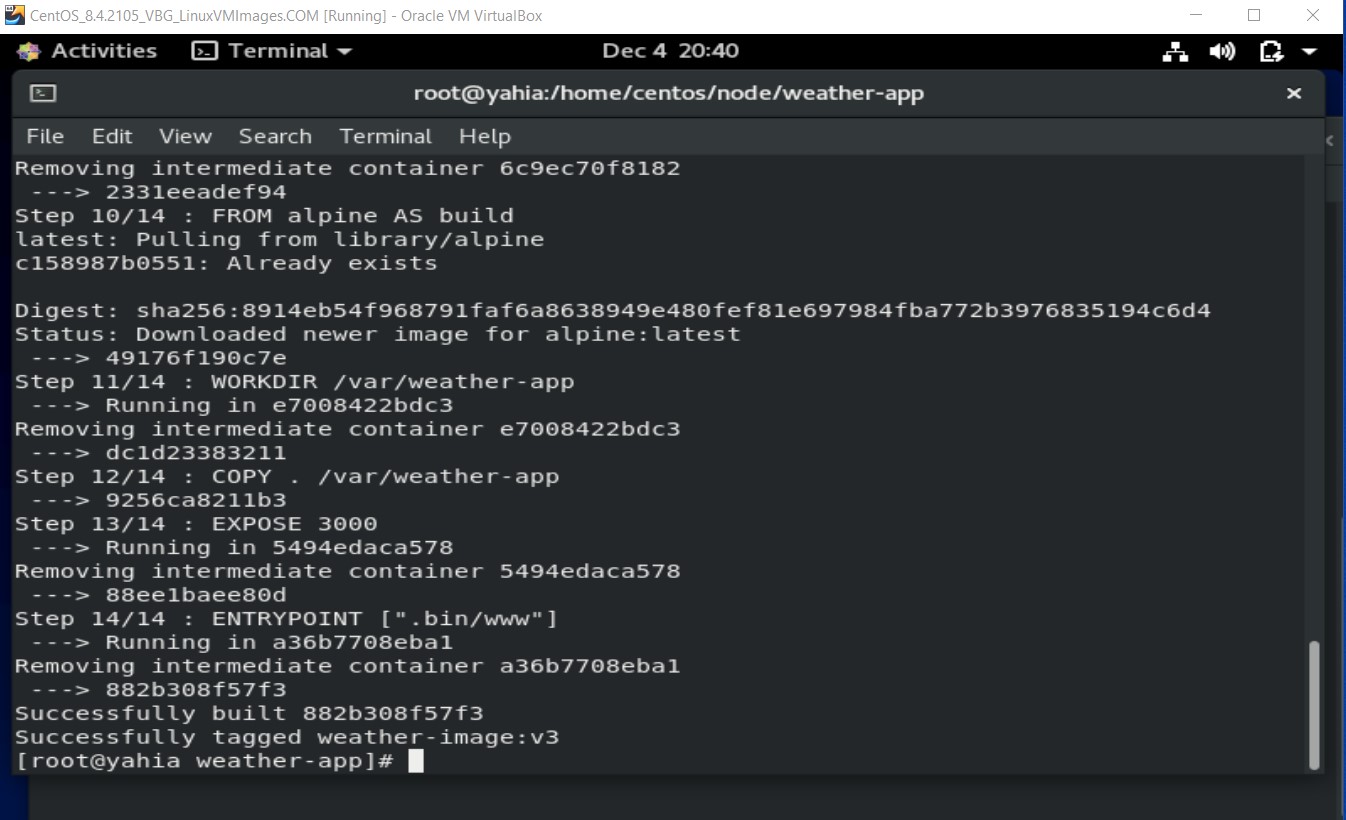 CentOS_8.4.2105_VBG_LinuxVMImages.COM [Running] - Oracle VM VirtualBox
Activities Terminal Dec 4 20:40
root@yahia:/home/centos/node/weather-app
File Edit View Search Terminal Help
Removing intermediate container 6c9ec70f8182
 ---> 2331eeadef94
Step 10/14 : FROM alpine AS build
latest: Pulling from library/alpine
c158987b0551: Already exists
Digest: sha256:8914eb54f968791faf6a8638949e480fef81e697984fba772b3976835194c6d4
Status: Downloaded newer image for alpine:latest
 ---> 49176f190c7e
Step 11/14 : WORKDIR /var/weather-app
 ---> Running in e7008422bdc3
Removing intermediate container e7008422bdc3
 ---> dc1d23383211
Step 12/14 : COPY . /var/weather-app
 ---> 9256ca8211b3
Step 13/14 : EXPOSE 3000
 ---> Running in 5494edaca578
Removing intermediate container 5494edaca578
 ---> 88ee1baee80d
Step 14/14 : ENTRYPOINT [".bin/www"]
 ---> Running in a36b7708eba1
Removing intermediate container a36b7708eba1
 ---> 882b308f57f3
Successfully built 882b308f57f3
Successfully tagged weather-image:v3
[root@yahia weather-app]#